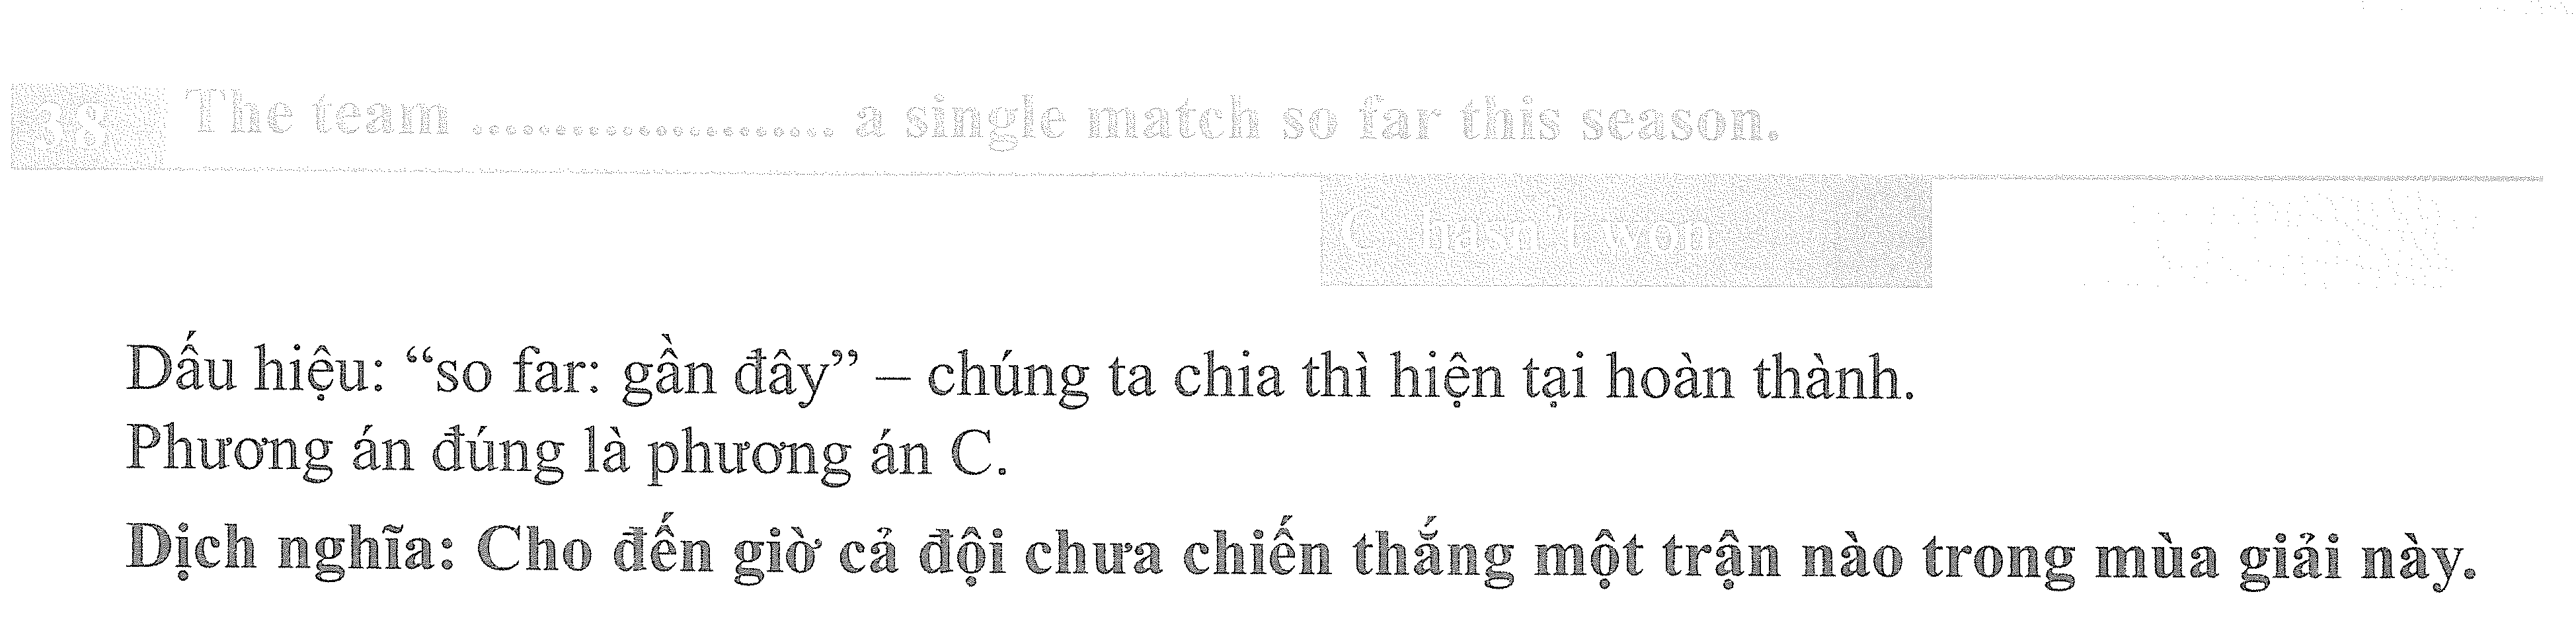 38 The team ...................... a single match so far this season.
C. hasn't won
Dấu hiệu: “so far: gần đây” – chúng ta chia thì hiện tại hoàn thành.
Phương án đúng là phương án C.
Dịch nghĩa: Cho đến giờ cả đội chưa chiến thắng một trận nào trong mùa giải này.